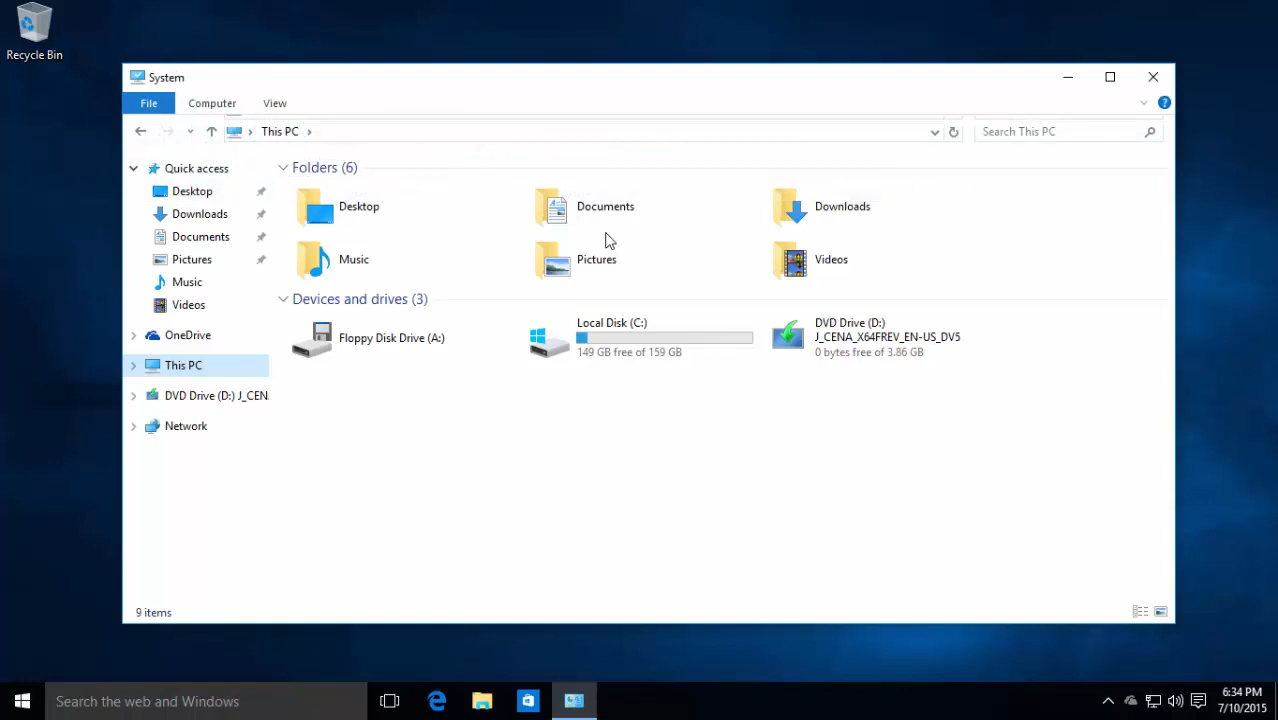 Recycle Bin
System
File
Computer
View
This PC
Search This PC
Quick access
Desktop
Downloads
Documents
Pictures
Music
Videos
OneDrive
This PC
DVD Drive (D:) J_CEN
Network
Folders (6)
Desktop
Documents
Downloads
Music
Pictures
Videos
Devices and drives (3)
Floppy Disk Drive (A:)
Local Disk (C:)
149 GB free of 159 GB
DVD Drive (D:)
J_CENA_X64FREV_EN-US_DV5
0 bytes free of 3.86 GB
9 items
Search the web and Windows
6:34 PM
7/10/2015